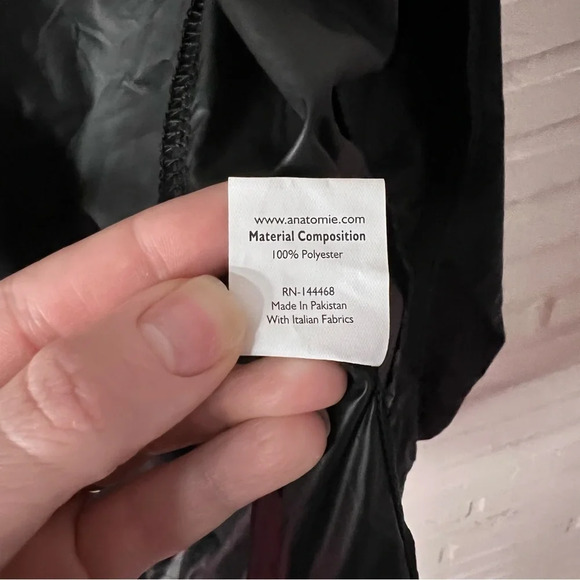 www.anatomie.com
Material Composition
100% Polyester
RN-144468
Made In Pakistan
With Italian Fabrics